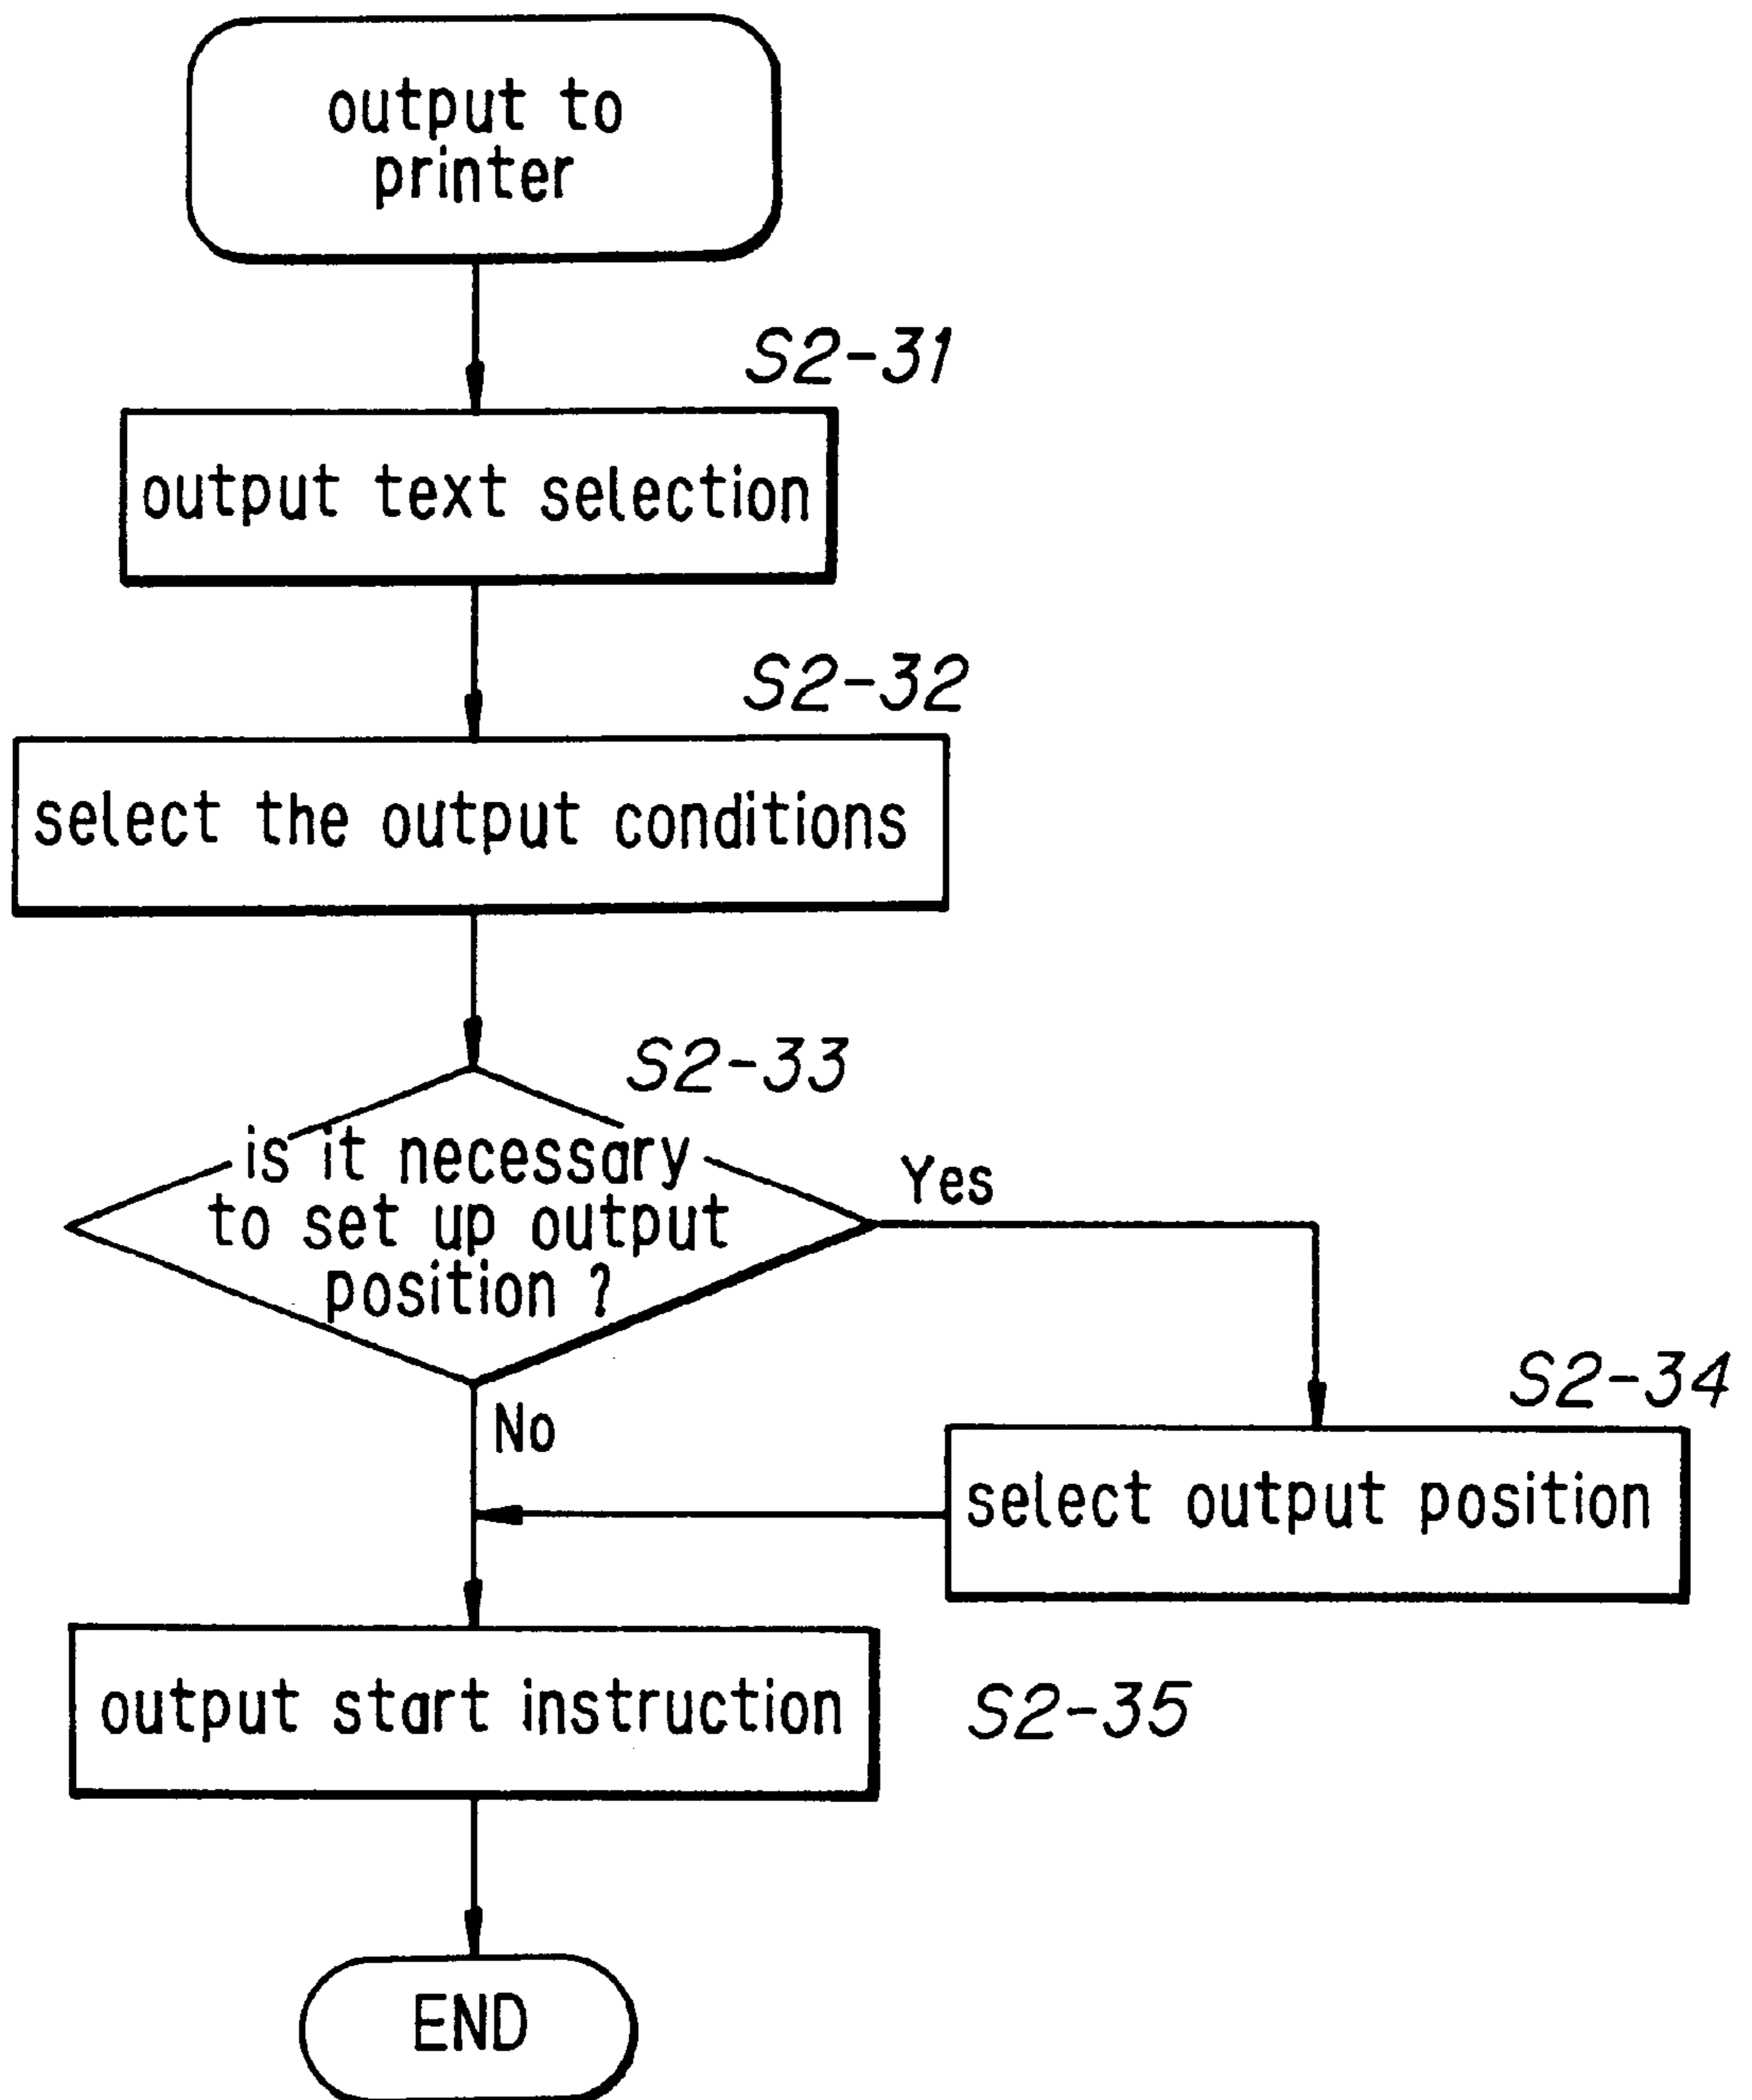 output to
printer
S2-31
output text selection
S2-32
select the output conditions
S2-33
is it necessary
to set up output
position ?
Yes
No
S2-34
select output position
output start instruction
S2-35
END